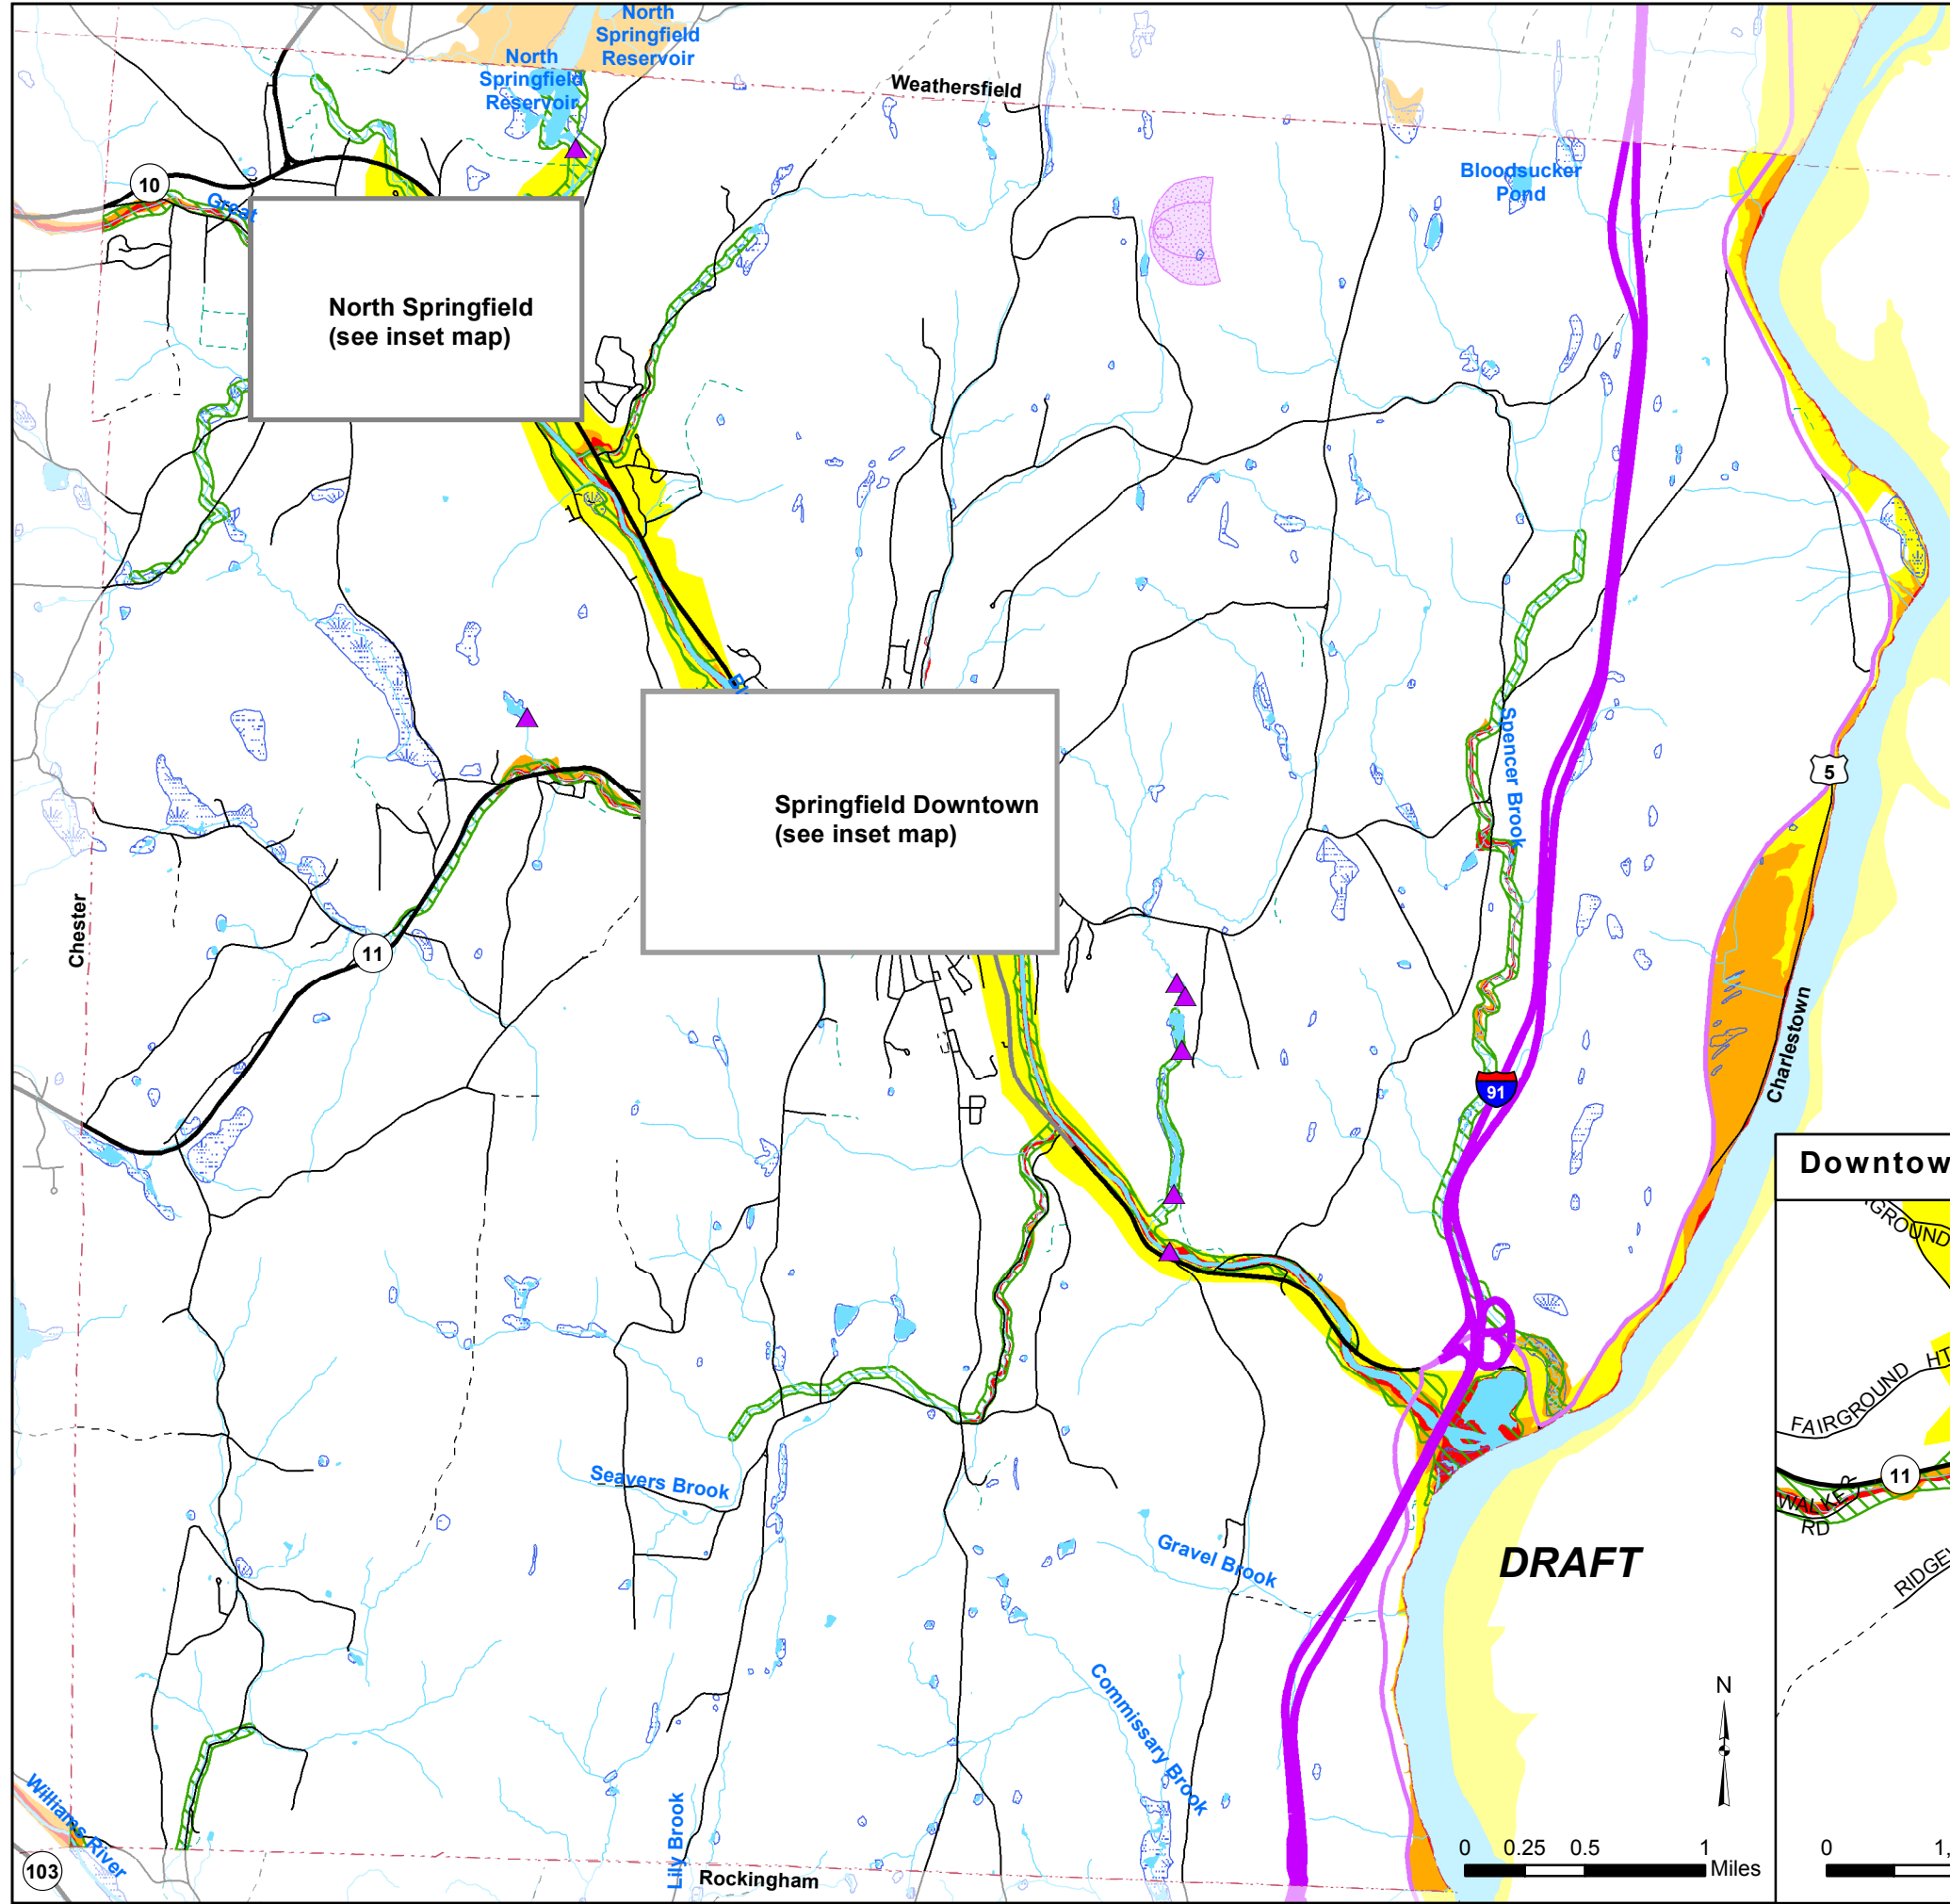 North
Springfield
Reservoir
North
Springfield
Reservoir
Weathersfield
Bloodsucker
Pond
10
Great
North Springfield
(see inset map)
Spencer Brook
5
Springfield Downtown
(see inset map)
Chester
11
Charlestown
91
Downtow
FAIRGROUND
HT
11
WALKER
RD
Seavers Brook
Gravel Brook
DRAFT
Commissary Brook
N
Williams River
Lily Brook
103
Rockingham
0 0.25 0.5 1
Miles
0 1,